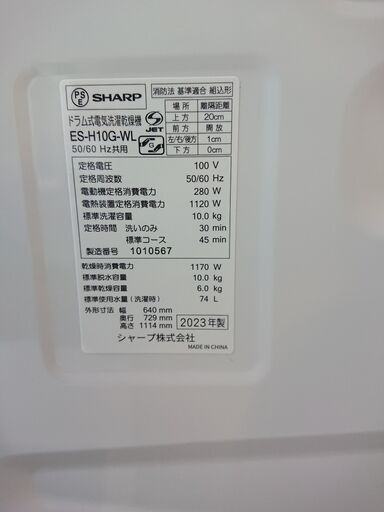 PS E SHARP
ドラム式電気洗濯乾燥機
ES-H10G-WL
50/60 Hz共用
JET
G
消防法 基準適合 組込形
場所 離隔距離
上方 20cm
前方 開放
左/右/後方 1cm
下方 0cm
定格電圧 100 V
定格周波数 50/60 Hz
電動機定格消費電力 280 W
電熱装置定格消費電力 1120 W
標準洗濯容量 10.0 kg
定格時間 洗いのみ 30 min
標準コース 45 min
製造番号 1010567
乾燥時消費電力 1170 W
標準脱水容量 10.0 kg
標準乾燥容量 6.0 kg
標準使用水量(洗濯時) 74 L
外形寸法 幅 640 mm
奥行 729 mm
高さ 1114 mm
2023年製
シャープ株式会社
MADE IN CHINA